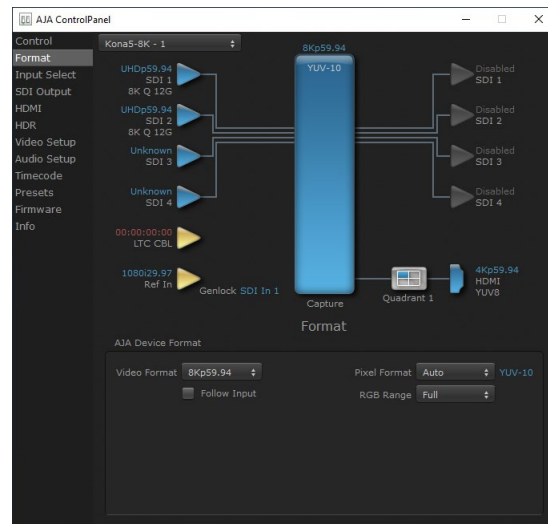 AJA ControlPanel
Control
Format
Input Select
SDI Output
HDMI
HDR
Video Setup
Audio Setup
Timecode
Presets
Firmware
Info
Kona5-8K - 1
8Kp59.94
YUV-10
UHDp59.94
SDI 1
8K Q 12G
UHDp59.94
SDI 2
8K Q 12G
Unknown
SDI 3
Unknown
SDI 4
00:00:00:00
LTC CBL
1080i29.97
Ref In
Genlock SDI In 1
Capture
Disabled
SDI 1
Disabled
SDI 2
Disabled
SDI 3
Disabled
SDI 4
Quadrant 1
4Kp59.94
HDMI
YUV8
Format
AJA Device Format
Video Format 8Kp59.94
Follow Input
Pixel Format Auto YUV-10
RGB Range Full